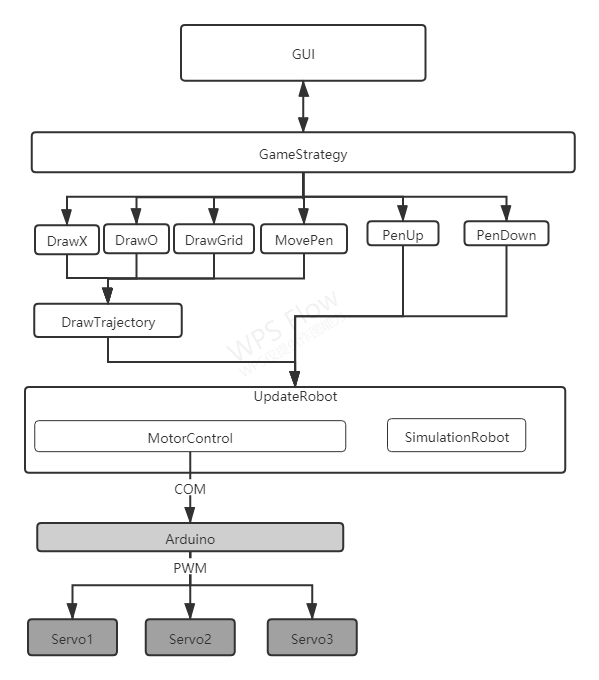 GUI
GameStrategy
DrawX
DrawO
DrawGrid
MovePen
PenUp
PenDown
DrawTrajectory
WPS Flow
UpdateRobot
MotorControl
SimulationRobot
COM
Arduino
PWM
Servo1
Servo2
Servo3